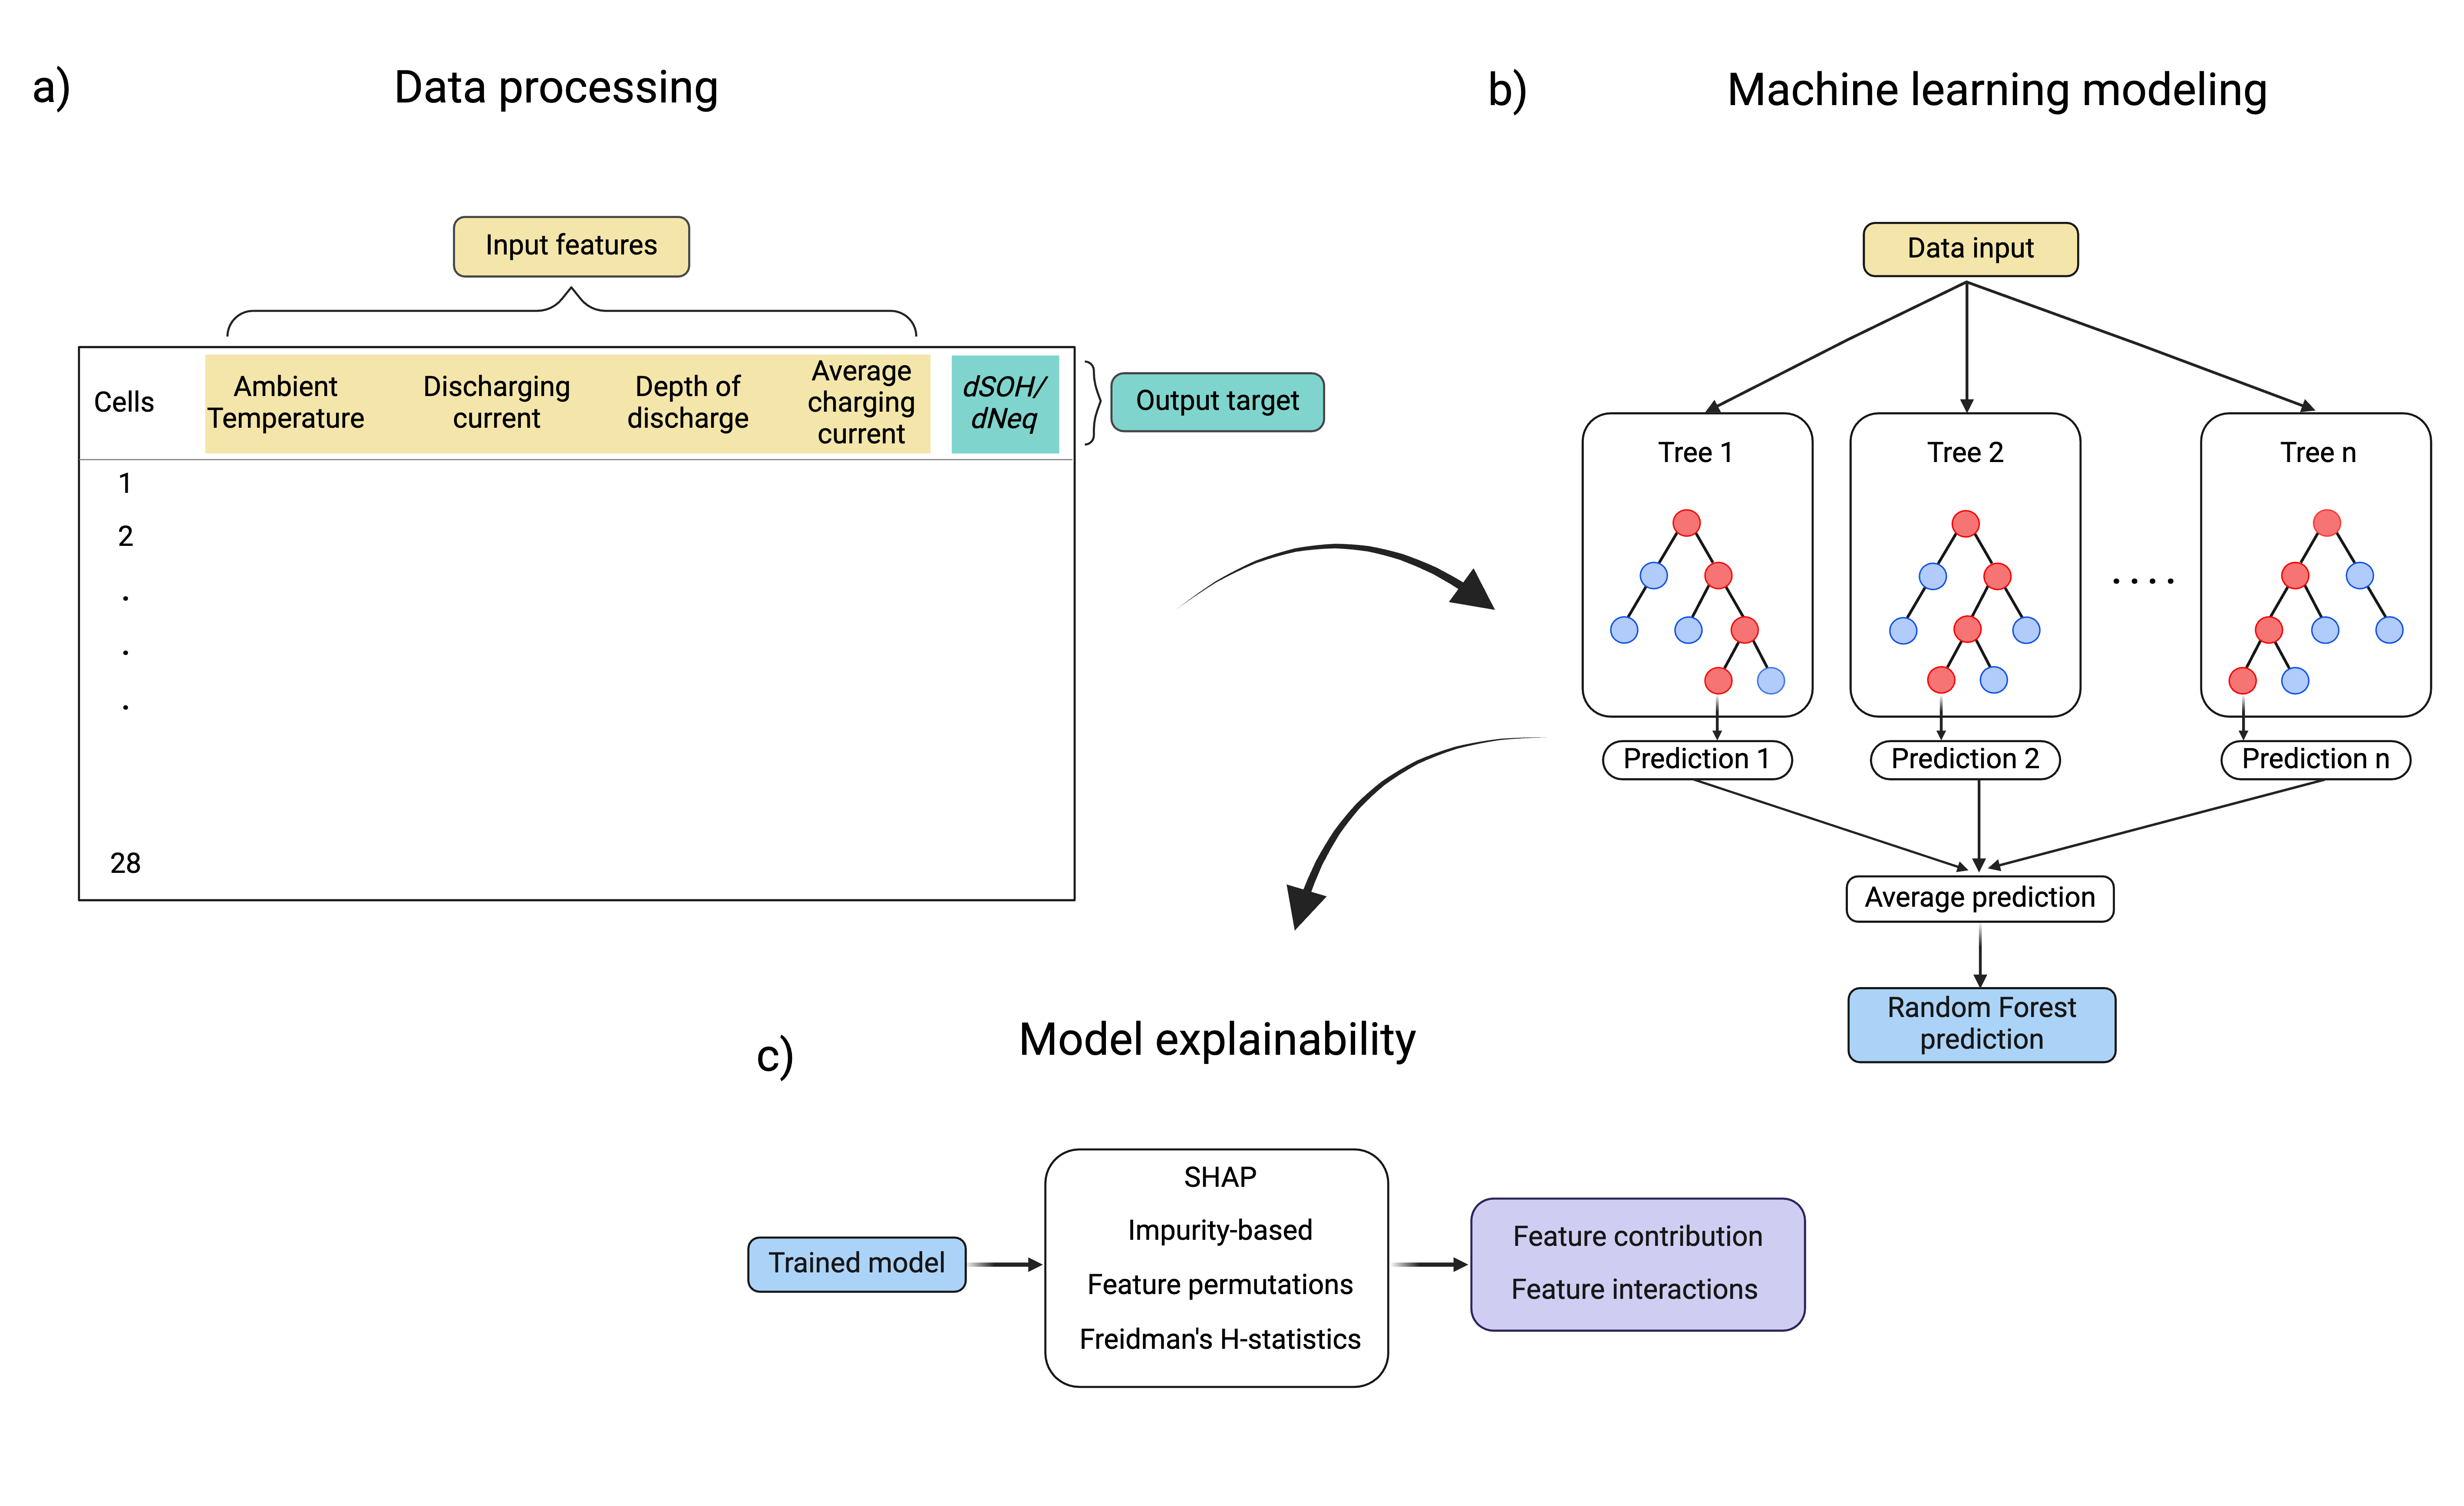 a)
Data processing
Input features
Cells
Ambient
Temperature
Discharging
current
Depth of
discharge
Average
charging
current
dSOH/
dNeq
Output target
1
2
.
.
.
28
b)
Machine learning modeling
Data input
Tree 1
Tree 2
....
Tree n
Prediction 1
Prediction 2
Prediction n
Average prediction
Random Forest
prediction
c)
Model explainability
Trained model
SHAP
Impurity-based
Feature permutations
Freidman's H-statistics
Feature contribution
Feature interactions